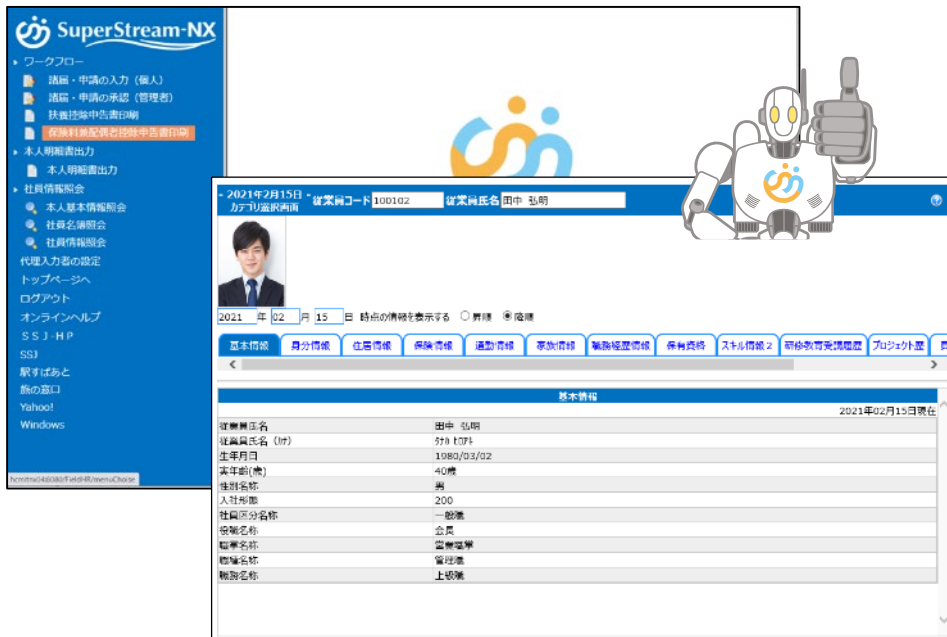 SuperStream-NX
ワークフロー
諸届・申請の入力（個人）
諸届・申請の承認（管理者）
扶養控除申告書印刷
保険料兼配偶者控除申告書印刷
本人明細書出力
本人明細書出力
社員情報照会
本人基本情報照会
社員名簿照会
社員情報照会
代理入力者の設定
トップページへ
ログアウト
オンラインヘルプ
ＳＳＪ-ＨＰ
SSJ
駅すぱあと
旅の窓口
Yahoo!
Windows
- 2021年2月15日 -
カテゴリ選択画面
従業員コード 100102 従業員氏名 田中 弘明
2021 年 02 月 15 日 時点の情報を表示する 昇順 降順
基本情報 身分情報 住居情報 保険情報 通勤情報 家族情報 職務経歴情報 保有資格 スキル情報２ 研修教育受講履歴 プロジェクト歴
基本情報
2021年02月15日現在
従業員氏名 田中 弘明
従業員氏名（ｶﾅ） ﾀﾅｶ ﾋﾛｱｷ
生年月日 1980/03/02
実年齢(歳) 40歳
性別名称 男
入社形態 200
社員区分名称 一般職
役職名称 会長
職掌名称 営業職掌
職種名称 管理職
職務名称 上級職